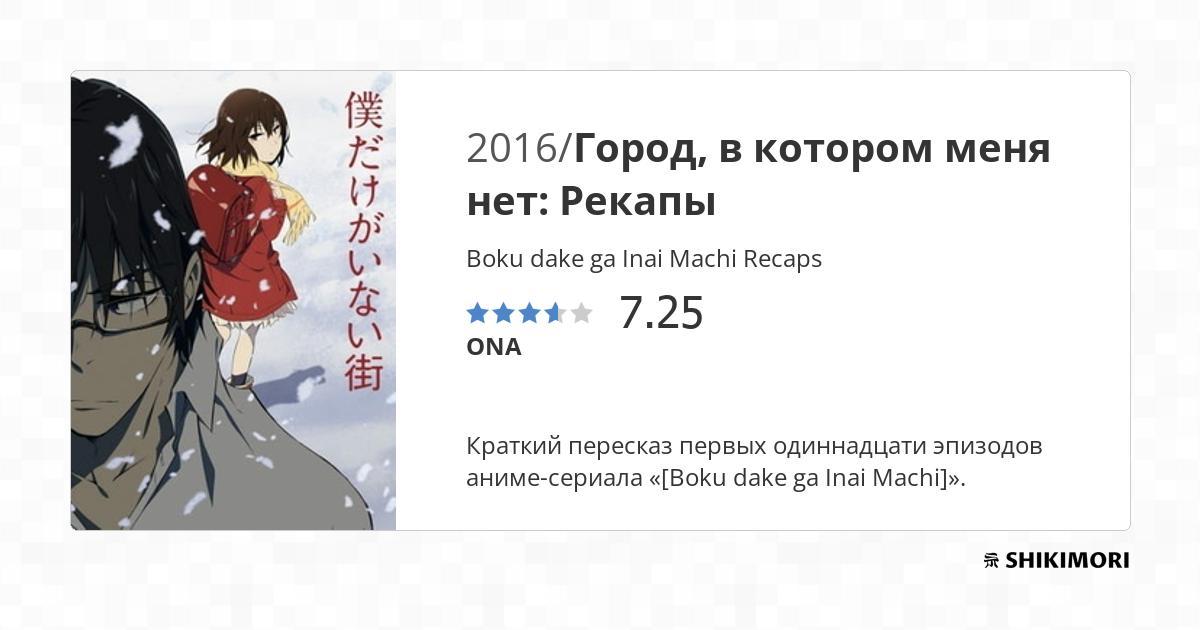 僕だけがいない街
2016/Город, в котором меня
нет: Рекапы
Boku dake ga Inai Machi Recaps
7.25
ONA
Краткий пересказ первых одиннадцати эпизодов
аниме-сериала «[Boku dake ga Inai Machi]».
SHIKIMORI